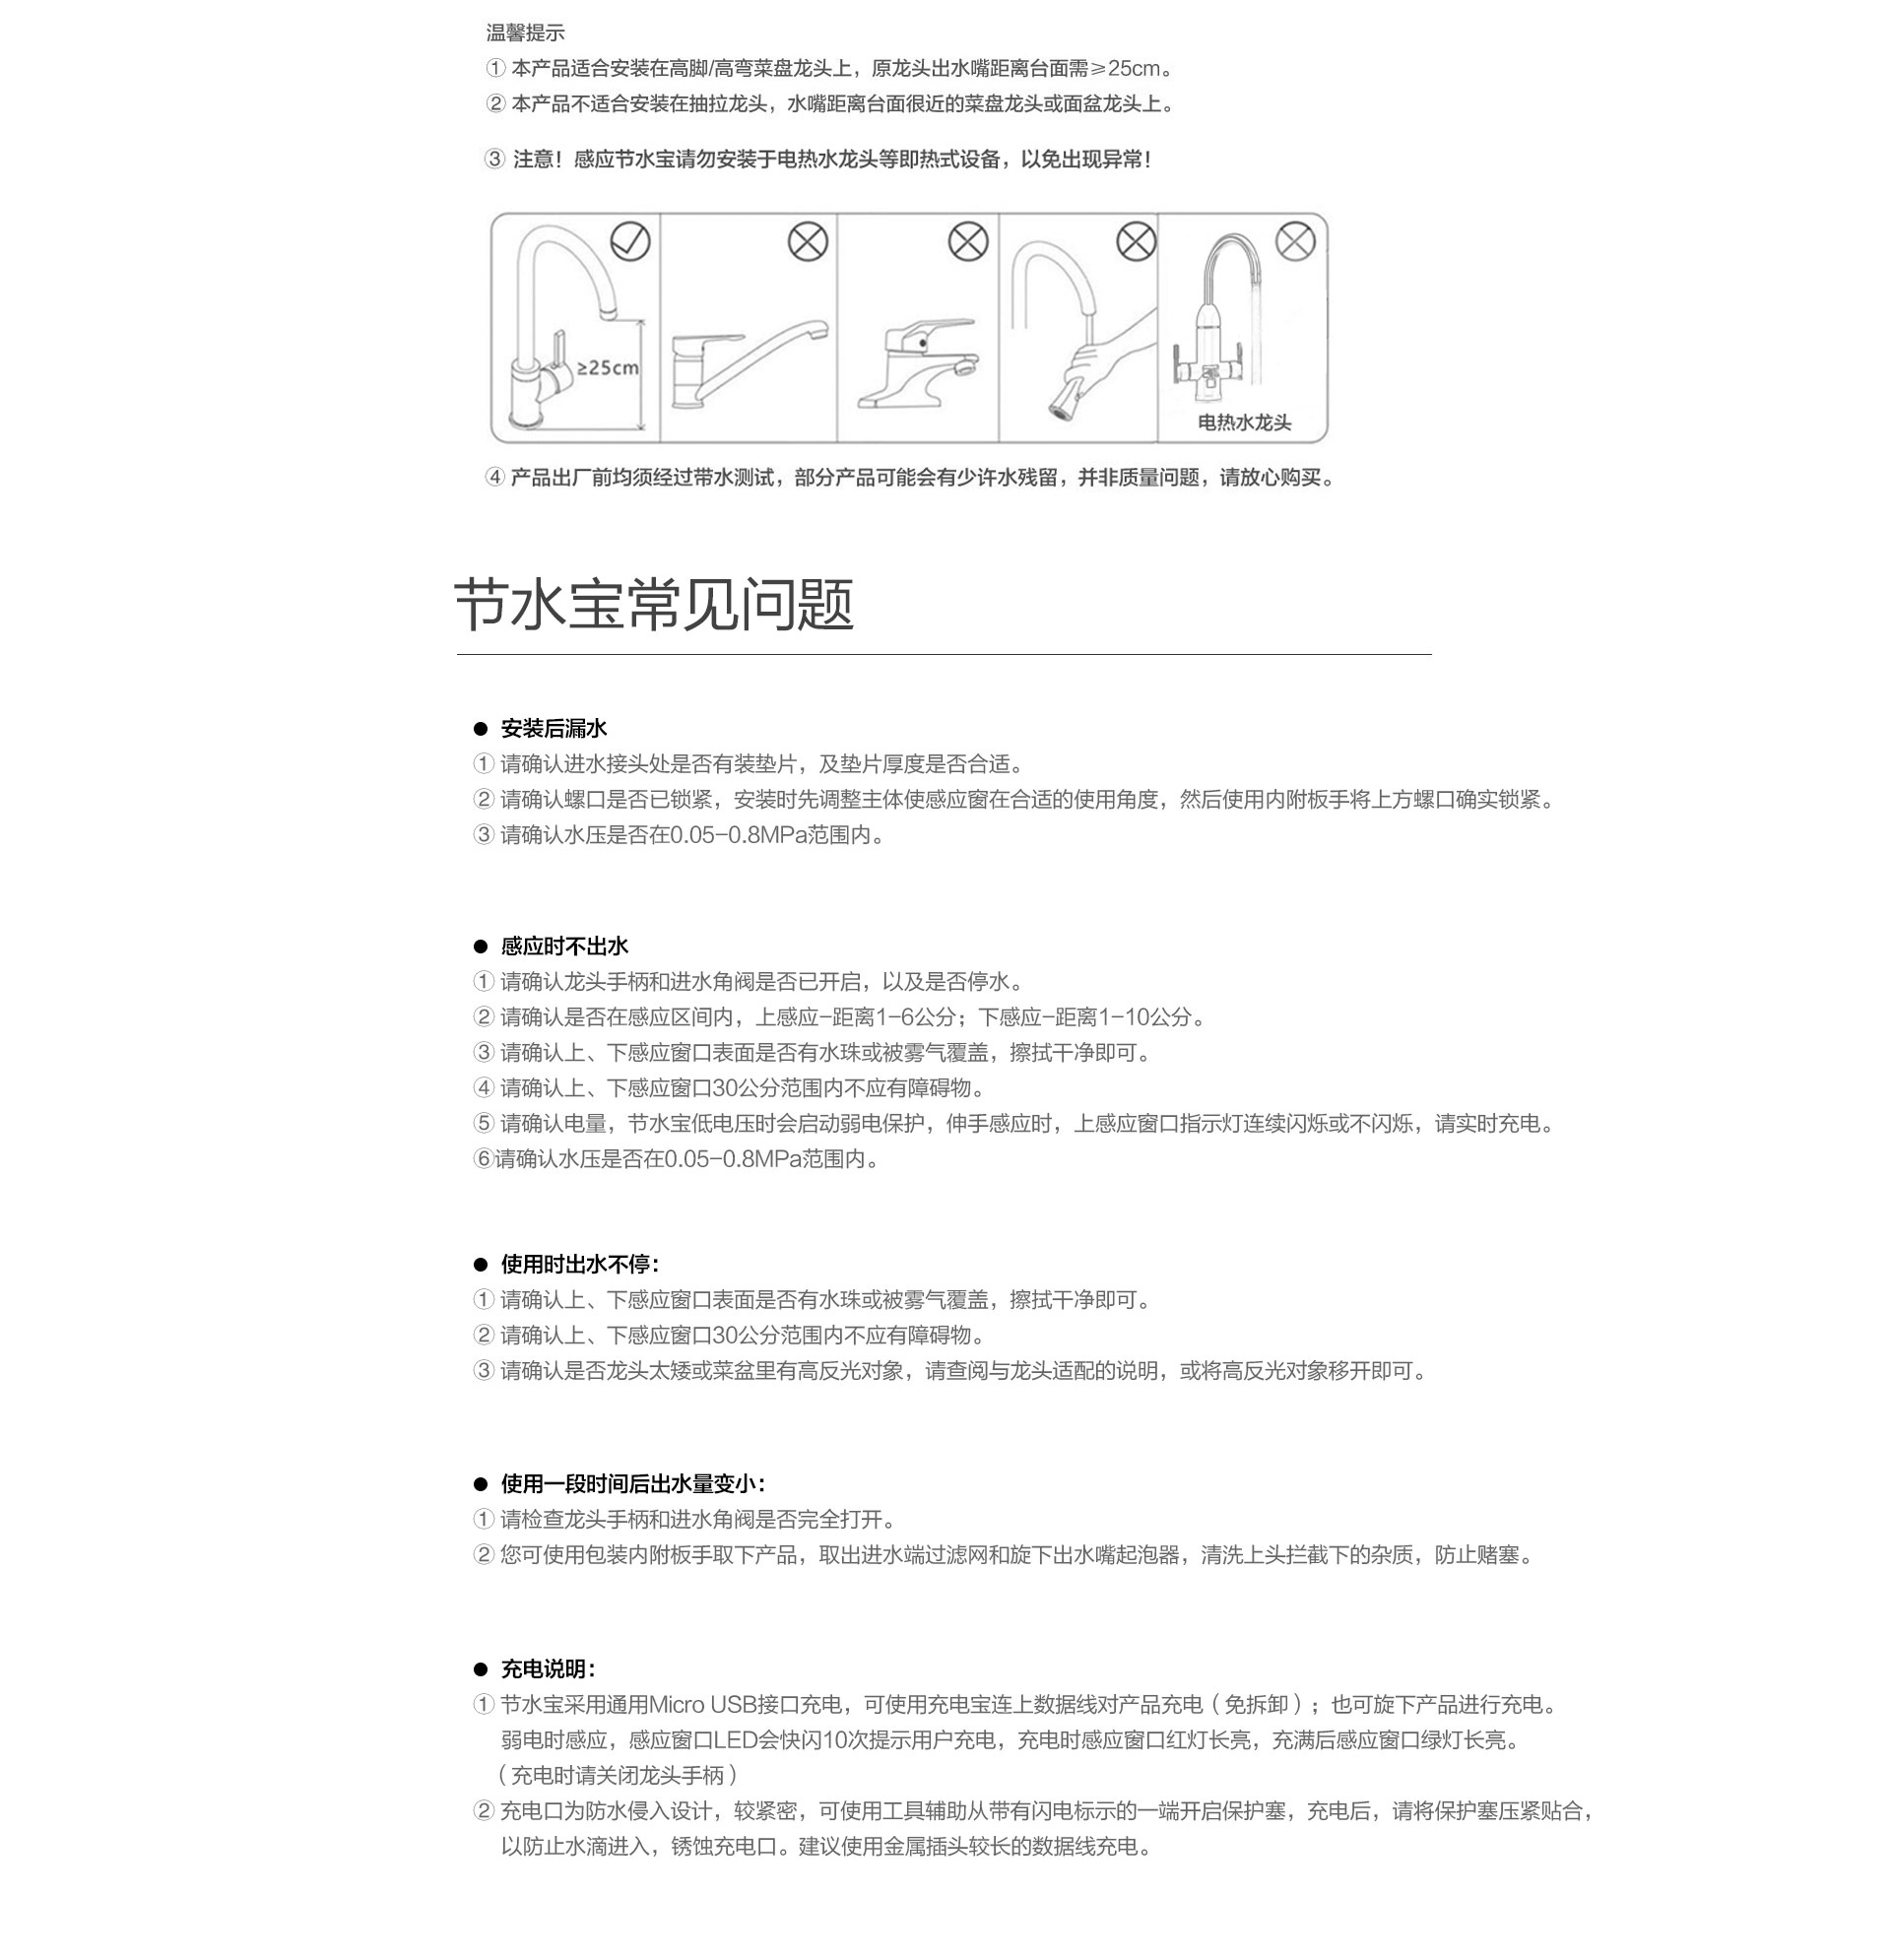 温馨提示
① 本产品适合安装在高脚/高弯菜盘龙头上，原龙头出水嘴距离台面需≥25cm。
② 本产品不适合安装在抽拉龙头，水嘴距离台面很近的菜盘龙头或面盆龙头上。
③ 注意！感应节水宝请勿安装于电热水龙头等即热式设备，以免出现异常！
≥25cm
电热水龙头
④ 产品出厂前均须经过带水测试，部分产品可能会有少许水残留，并非质量问题，请放心购买。
节水宝常见问题
● 安装后漏水
① 请确认进水接头处是否有装垫片，及垫片厚度是否合适。
② 请确认螺口是否已锁紧，安装时先调整主体使感应窗在合适的使用角度，然后使用内附板手将上方螺口确实锁紧。
③ 请确认水压是否在0.05-0.8MPa范围内。
● 感应时不出水
① 请确认龙头手柄和进水角阀是否已开启，以及是否停水。
② 请确认是否在感应区间内，上感应-距离1-6公分；下感应-距离1-10公分。
③ 请确认上、下感应窗口表面是否有水珠或被雾气覆盖，擦拭干净即可。
④ 请确认上、下感应窗口30公分范围内不应有障碍物。
⑤ 请确认电量，节水宝低电压时会启动弱电保护，伸手感应时，上感应窗口指示灯连续闪烁或不闪烁，请实时充电。
⑥请确认水压是否在0.05-0.8MPa范围内。
● 使用时出水不停：
① 请确认上、下感应窗口表面是否有水珠或被雾气覆盖，擦拭干净即可。
② 请确认上、下感应窗口30公分范围内不应有障碍物。
③ 请确认是否龙头太矮或菜盆里有高反光对象，请查阅与龙头适配的说明，或将高反光对象移开即可。
● 使用一段时间后出水量变小：
① 请检查龙头手柄和进水角阀是否完全打开。
② 您可使用包装内附板手取下产品，取出进水端过滤网和旋下出水嘴起泡器，清洗上头拦截下的杂质，防止赌塞。
● 充电说明：
① 节水宝采用通用Micro USB接口充电，可使用充电宝连上数据线对产品充电（免拆卸）；也可旋下产品进行充电。
弱电时感应，感应窗口LED会快闪10次提示用户充电，充电时感应窗口红灯长亮，充满后感应窗口绿灯长亮。
（充电时请关闭龙头手柄）
② 充电口为防水侵入设计，较紧密，可使用工具辅助从带有闪电标示的一端开启保护塞，充电后，请将保护塞压紧贴合，
以防止水滴进入，锈蚀充电口。建议使用金属插头较长的数据线充电。